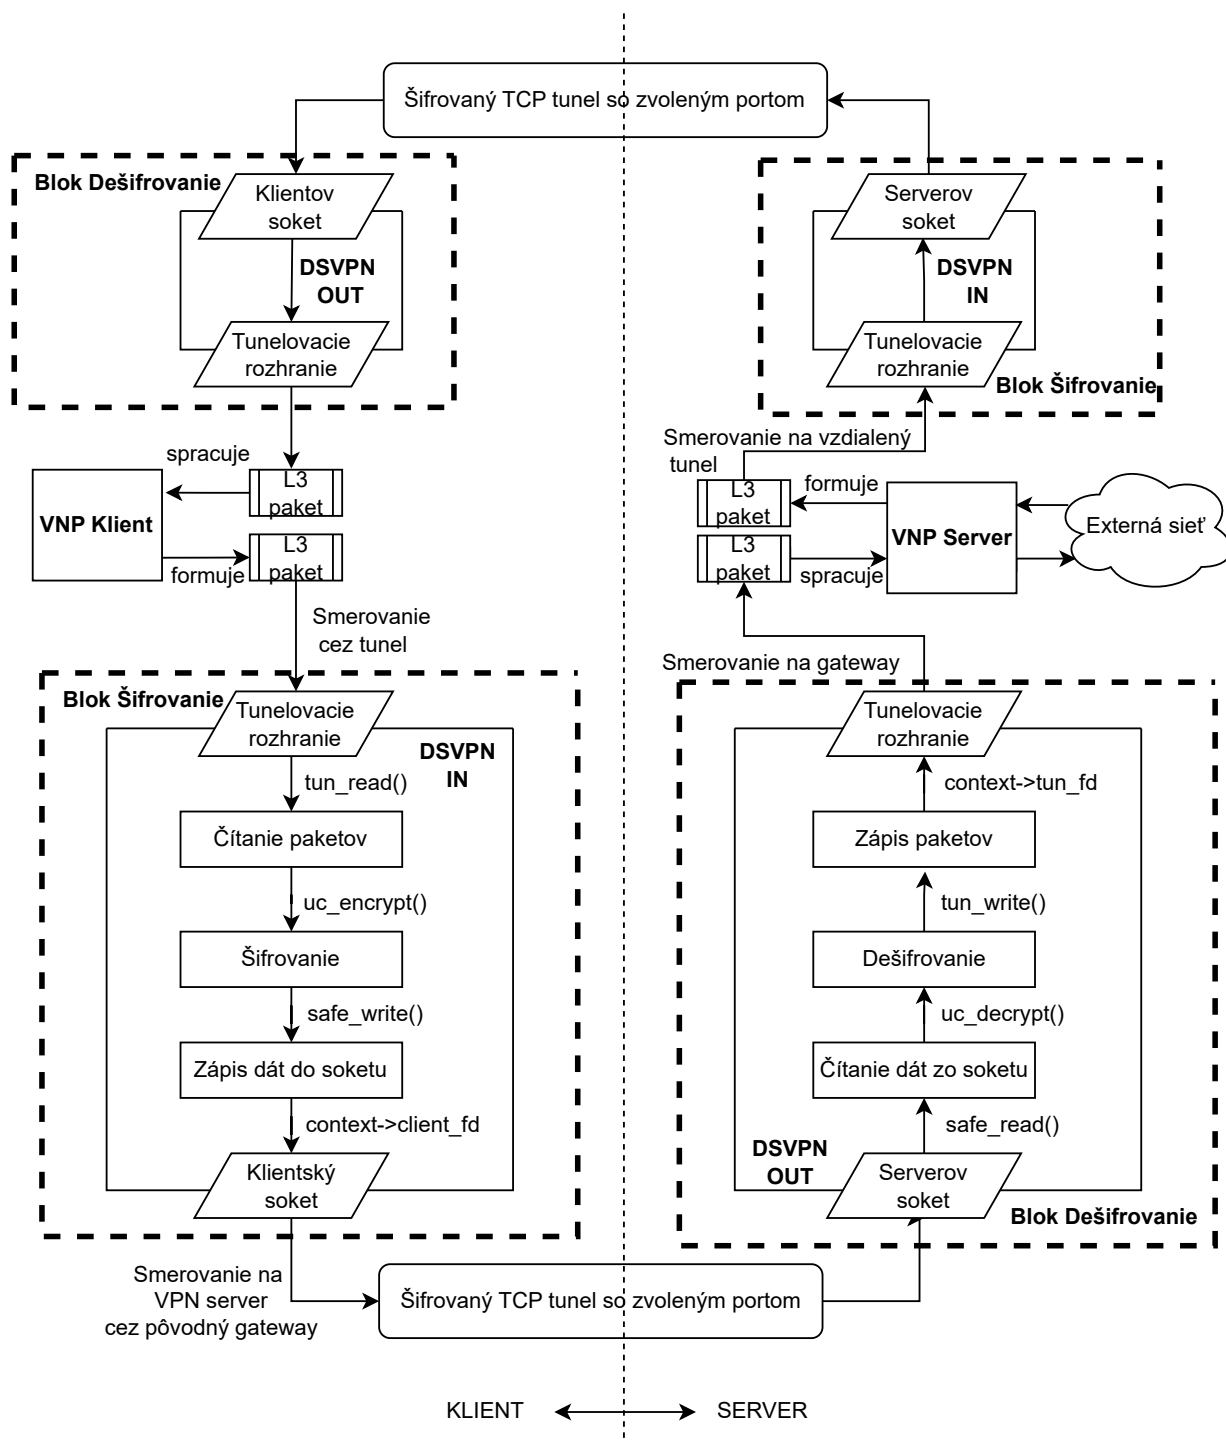 Šifrovaný TCP tunel so zvoleným portom
Blok Dešifrovanie
Klientov
soket
DSVPN
OUT
Tunelovacie
rozhranie
Serverov
soket
DSVPN
IN
Tunelovacie
rozhranie
Blok Šifrovanie
spracuje
L3
paket
VNP Klient
formuje
L3
paket
Smerovanie
cez tunel
Smerovanie na vzdialený
tunel
L3
paket
formuje
VNP Server
Externá sieť
L3
paket
spracuje
Smerovanie na gateway
Blok Šifrovanie
Tunelovacie
rozhranie
DSVPN
IN
tun_read()
Čítanie paketov
uc_encrypt()
Šifrovanie
safe_write()
Zápis dát do soketu
context->client_fd
Klientský
soket
Tunelovacie
rozhranie
context->tun_fd
Zápis paketov
tun_write()
Dešifrovanie
uc_decrypt()
Čítanie dát zo soketu
safe_read()
DSVPN
OUT
Serverov
soket
Blok Dešifrovanie
Smerovanie na
VPN server
cez pôvodný gateway
Šifrovaný TCP tunel so zvoleným portom
KLIENT
SERVER